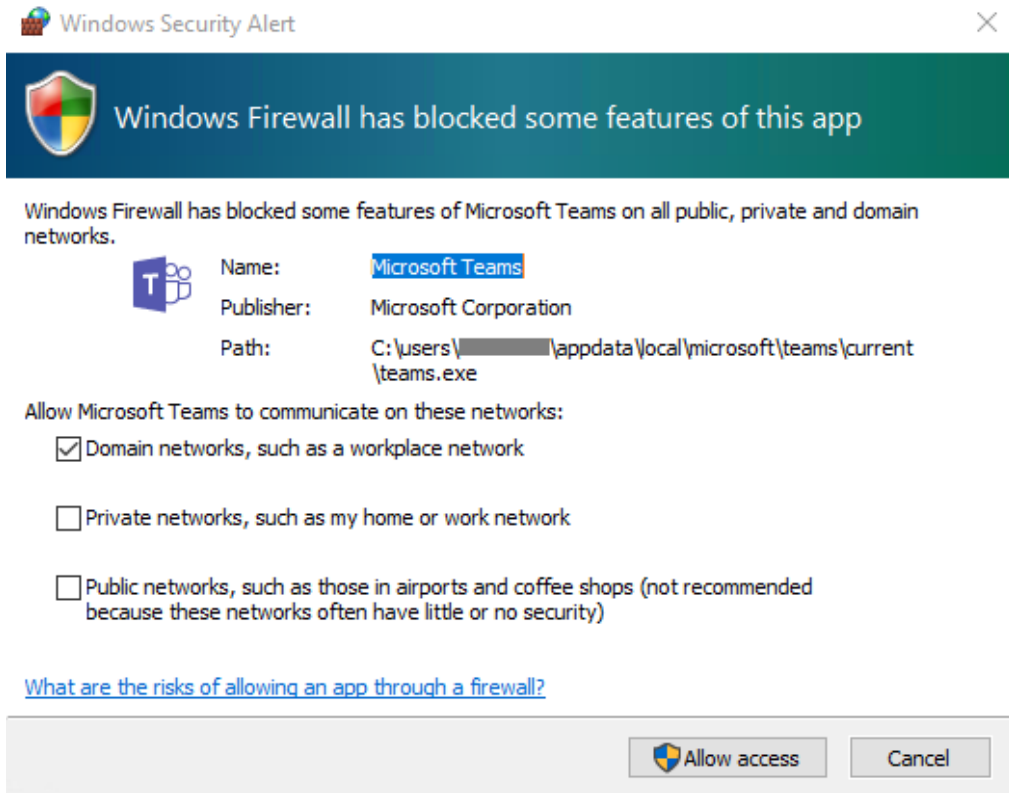 Windows Security Alert
Windows Firewall has blocked some features of this app
Windows Firewall has blocked some features of Microsoft Teams on all public, private and domain
networks.
Name: Microsoft Teams
Publisher: Microsoft Corporation
Path: C:\users\ \appdata\local\microsoft\teams\current
\teams.exe
Allow Microsoft Teams to communicate on these networks:
Domain networks, such as a workplace network
Private networks, such as my home or work network
Public networks, such as those in airports and coffee shops (not recommended
because these networks often have little or no security)
What are the risks of allowing an app through a firewall?
Allow access Cancel